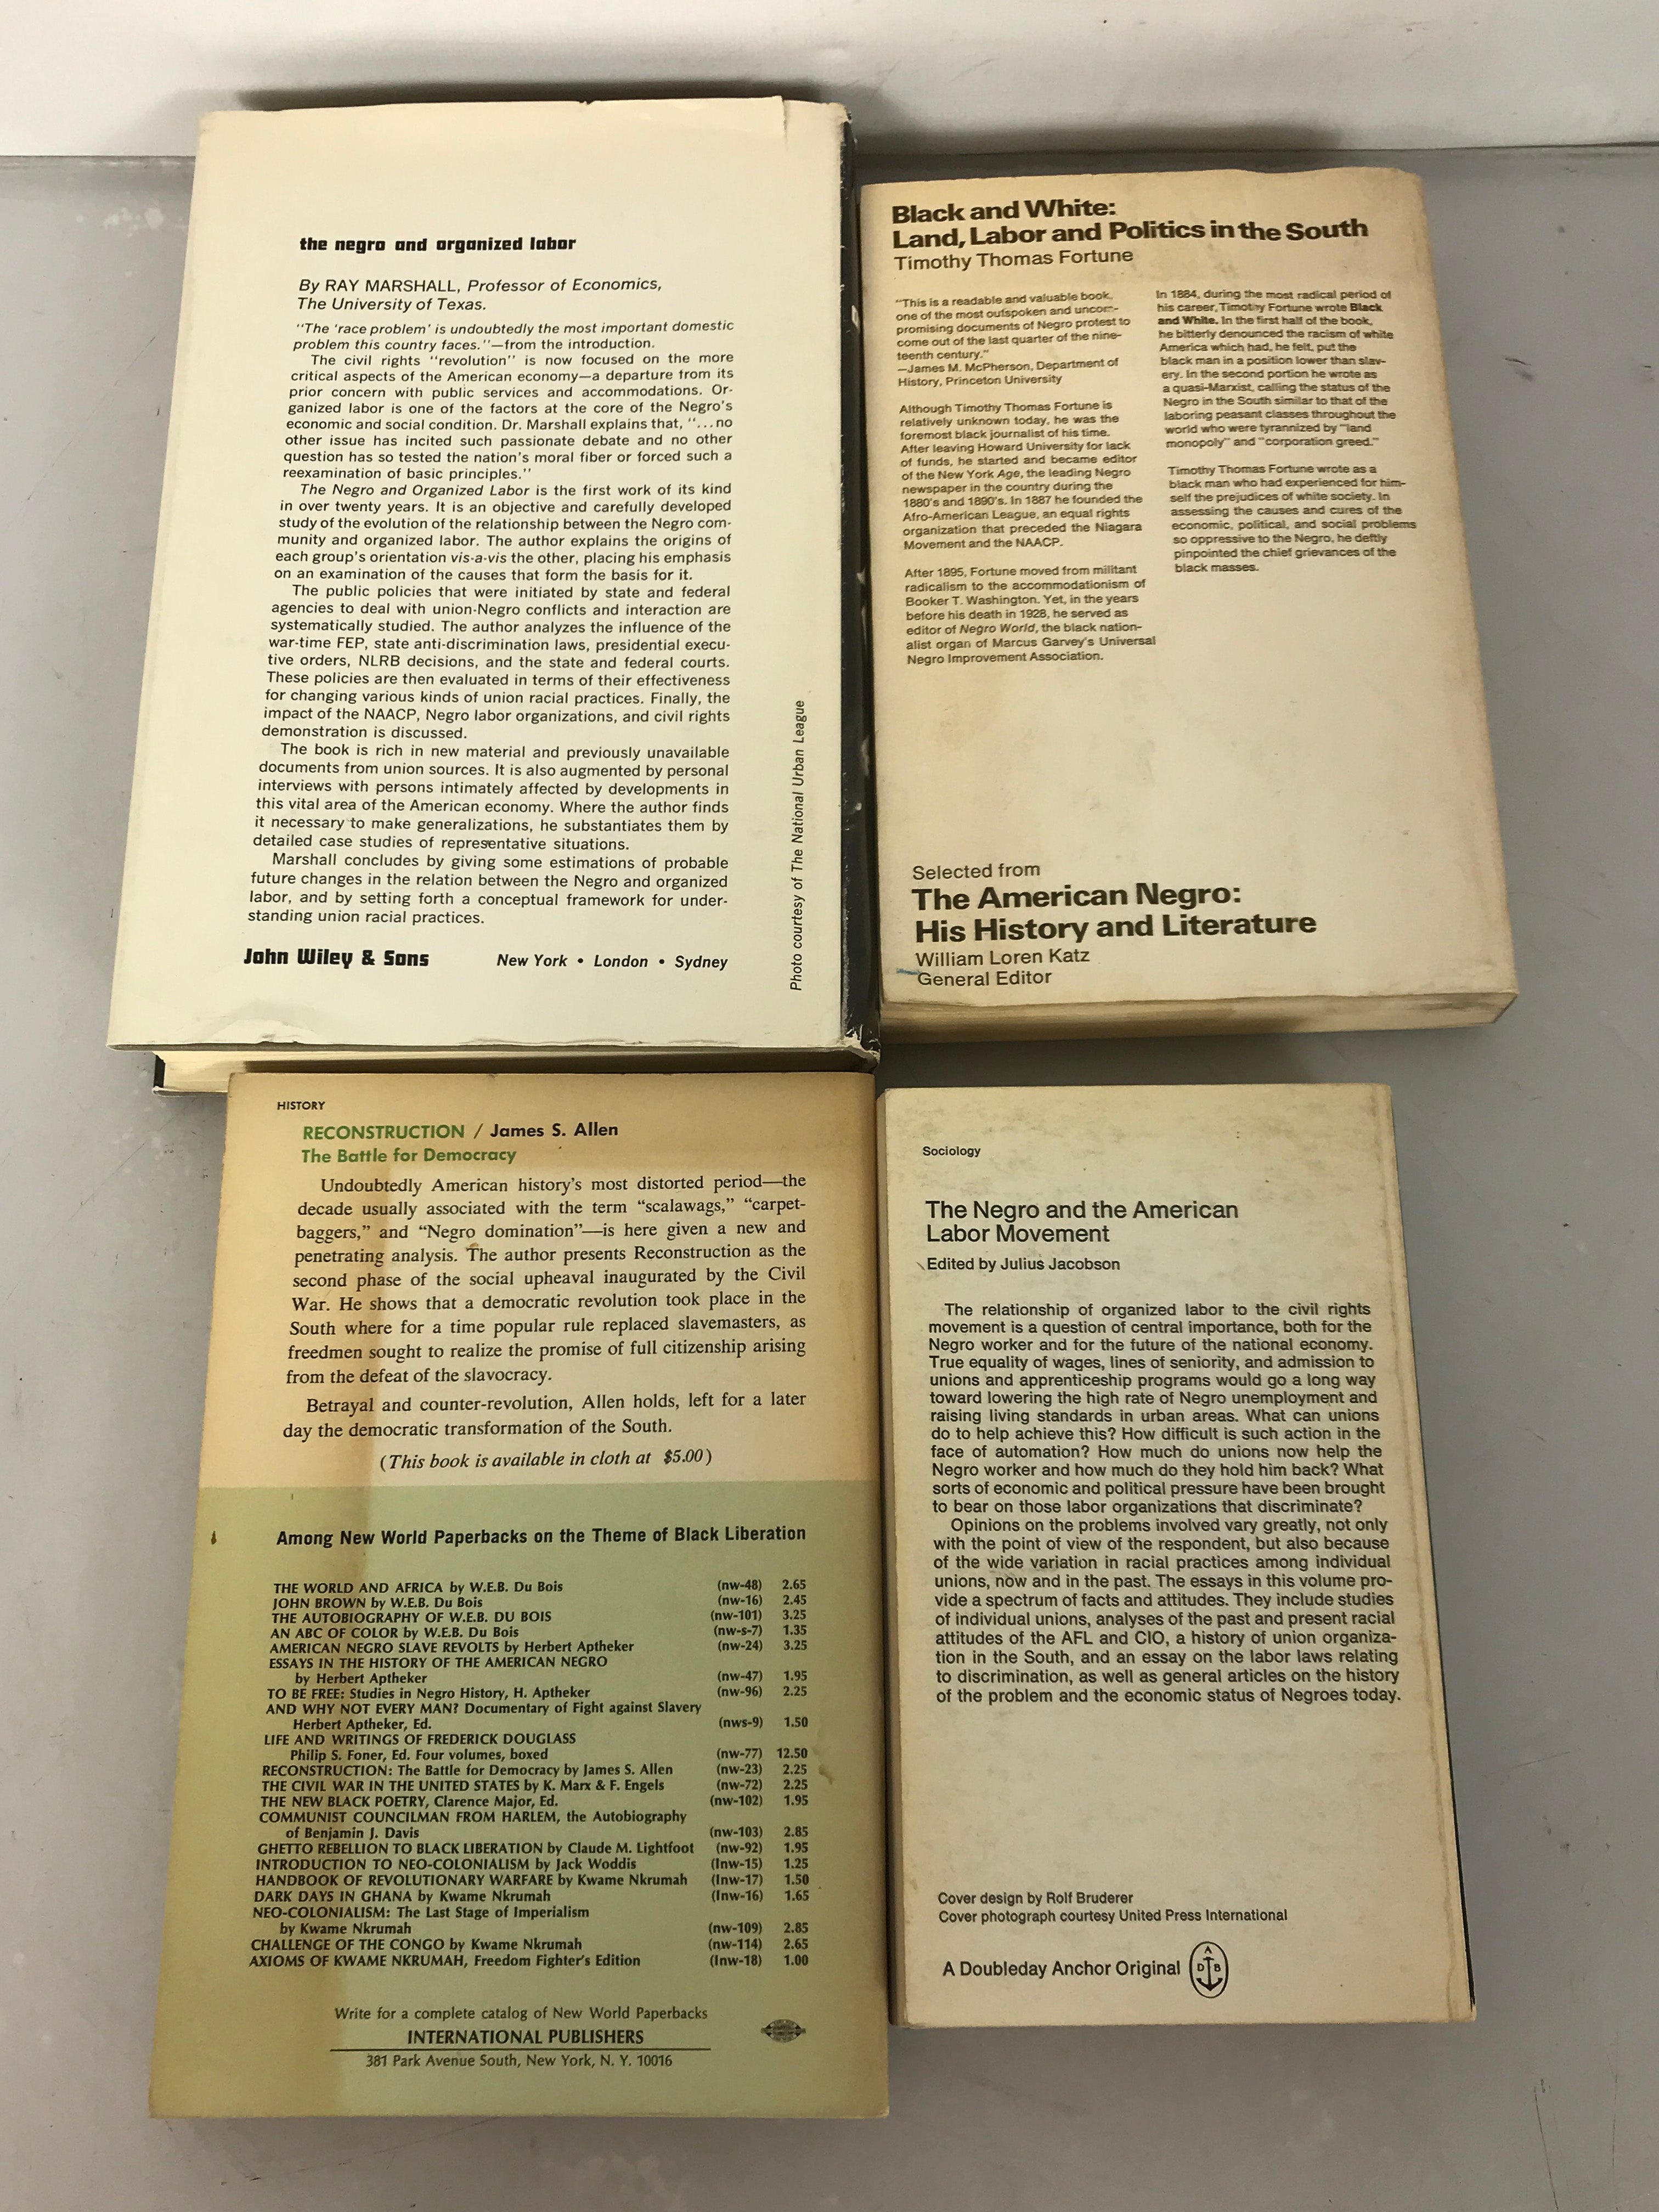 the negro and organized labor
By RAY MARSHALL, Professor of Economics,
The University of Texas.
"The 'race problem' is undoubtedly the most important domestic
problem this country faces."—from the introduction.
The civil rights "revolution" is now focused on the more
critical aspects of the American economy—a departure from its
prior concern with public services and accommodations. Or-
ganized labor is one of the factors at the core of the Negro's
economic and social condition. Dr. Marshall explains that, "...no
other issue has incited such passionate debate and no other
question has so tested the nation's moral fiber or forced such a
reexamination of basic principles."
The Negro and Organized Labor is the first work of its kind
in over twenty years. It is an objective and carefully developed
study of the evolution of the relationship between the Negro com-
munity and organized labor. The author explains the origins of
each group's orientation vis-a-vis the other, placing his emphasis
on an examination of the causes that form the basis for it.
The public policies that were initiated by state and federal
agencies to deal with union-Negro conflicts and interaction are
systematically studied. The author analyzes the influence of the
war-time FEP, state anti-discrimination laws, presidential execu-
tive orders, NLRB decisions, and the state and federal courts.
These policies are then evaluated in terms of their effectiveness
for changing various kinds of union racial practices. Finally, the
impact of the NAACP, Negro labor organizations, and civil rights
demonstration is discussed.
The book is rich in new material and previously unavailable
documents from union sources. It is also augmented by personal
interviews with persons intimately affected by developments in
this vital area of the American economy. Where the author finds
it necessary to make generalizations, he substantiates them by
detailed case studies of representative situations.
Marshall concludes by giving some estimations of probable
future changes in the relation between the Negro and organized
labor, and by setting forth a conceptual framework for under-
standing union racial practices.
John Wiley & Sons
New York • London • Sydney
Photo courtesy of The National Urban League
Black and White:
Land, Labor and Politics in the South
Timothy Thomas Fortune
"This is a readable and valuable book,
one of the most outspoken and uncom-
promising documents of Negro protest to
come out of the last quarter of the nine-
teenth century."
—James M. McPherson, Department of
History, Princeton University
Although Timothy Thomas Fortune is
relatively unknown today, he was the
foremost black journalist of his time.
After leaving Howard University for lack
of funds, he started and became editor
of the New York Age, the leading Negro
newspaper in the country during the
1880's and 1890's. In 1887 he founded the
Afro-American League, an equal rights
organization that preceded the Niagara
Movement and the NAACP.
After 1895, Fortune moved from militant
radicalism to the accommodationism of
Booker T. Washington. Yet, in the years
before his death in 1928, he served as
editor of Negro World, the black nation-
alist organ of Marcus Garvey's Universal
Negro Improvement Association.
In 1884, during the most radical period of
his career, Timothy Fortune wrote Black
and White. In the first half of the book,
he bitterly denounced the racism of white
America which had, he felt, put the
black man in a position lower than slav-
ery. In the second portion he wrote as
a quasi-Marxist, calling the status of the
Negro in the South similar to that of the
laboring peasant classes throughout the
world who were tyrannized by "land
monopoly" and "corporation greed."
Timothy Thomas Fortune wrote as a
black man who had experienced for him-
self the prejudices of white society. In
assessing the causes and cures of the
economic, political, and social problems
so oppressive to the Negro, he deftly
pinpointed the chief grievances of the
black masses.
Selected from
The American Negro:
His History and Literature
William Loren Katz
General Editor
HISTORY
RECONSTRUCTION / James S. Allen
The Battle for Democracy
Undoubtedly American history's most distorted period—the
decade usually associated with the term "scalawags," "carpet-
baggers," and "Negro domination"—is here given a new and
penetrating analysis. The author presents Reconstruction as the
second phase of the social upheaval inaugurated by the Civil
War. He shows that a democratic revolution took place in the
South where for a time popular rule replaced slavemasters, as
freedmen sought to realize the promise of full citizenship arising
from the defeat of the slavocracy.
Betrayal and counter-revolution, Allen holds, left for a later
day the democratic transformation of the South.
(This book is available in cloth at $5.00)
Among New World Paperbacks on the Theme of Black Liberation
THE WORLD AND AFRICA by W.E.B. Du Bois (nw-48) 2.65
JOHN BROWN by W.E.B. Du Bois (nw-16) 2.45
THE AUTOBIOGRAPHY OF W.E.B. DU BOIS (nw-101) 3.25
AN ABC OF COLOR by W.E.B. Du Bois (nw-s-7) 1.35
AMERICAN NEGRO SLAVE REVOLTS by Herbert Aptheker (nw-24) 3.25
ESSAYS IN THE HISTORY OF THE AMERICAN NEGRO
by Herbert Aptheker (nw-47) 1.95
TO BE FREE: Studies in Negro History, H. Aptheker (nw-96) 2.25
AND WHY NOT EVERY MAN? Documentary of Fight against Slavery
Herbert Aptheker, Ed. (nws-9) 1.50
LIFE AND WRITINGS OF FREDERICK DOUGLASS
Philip S. Foner, Ed. Four volumes, boxed (nw-77) 12.50
RECONSTRUCTION: The Battle for Democracy by James S. Allen (nw-23) 2.25
THE CIVIL WAR IN THE UNITED STATES by K. Marx & F. Engels (nw-72) 2.25
THE NEW BLACK POETRY, Clarence Major, Ed. (nw-102) 1.95
COMMUNIST COUNCILMAN FROM HARLEM, the Autobiography
of Benjamin J. Davis (nw-103) 2.85
GHETTO REBELLION TO BLACK LIBERATION by Claude M. Lightfoot (nw-92) 1.95
INTRODUCTION TO NEO-COLONIALISM by Jack Woddis (lnw-15) 1.25
HANDBOOK OF REVOLUTIONARY WARFARE by Kwame Nkrumah (lnw-17) 1.50
DARK DAYS IN GHANA by Kwame Nkrumah (lnw-16) 1.65
NEO-COLONIALISM: The Last Stage of Imperialism
by Kwame Nkrumah (nw-109) 2.85
CHALLENGE OF THE CONGO by Kwame Nkrumah (nw-114) 2.65
AXIOMS OF KWAME NKRUMAH, Freedom Fighter's Edition (lnw-18) 1.00
Write for a complete catalog of New World Paperbacks
INTERNATIONAL PUBLISHERS
381 Park Avenue South, New York, N. Y. 10016
Sociology
The Negro and the American
Labor Movement
Edited by Julius Jacobson
The relationship of organized labor to the civil rights
movement is a question of central importance, both for the
Negro worker and for the future of the national economy.
True equality of wages, lines of seniority, and admission to
unions and apprenticeship programs would go a long way
toward lowering the high rate of Negro unemployment and
raising living standards in urban areas. What can unions
do to help achieve this? How difficult is such action in the
face of automation? How much do unions now help the
Negro worker and how much do they hold him back? What
sorts of economic and political pressure have been brought
to bear on those labor organizations that discriminate?
Opinions on the problems involved vary greatly, not only
with the point of view of the respondent, but also because
of the wide variation in racial practices among individual
unions, now and in the past. The essays in this volume pro-
vide a spectrum of facts and attitudes. They include studies
of individual unions, analyses of the past and present racial
attitudes of the AFL and CIO, a history of union organiza-
tion in the South, and an essay on the labor laws relating
to discrimination, as well as general articles on the history
of the problem and the economic status of Negroes today.
Cover design by Rolf Bruderer
Cover photograph courtesy United Press International
A Doubleday Anchor Original
A
D B